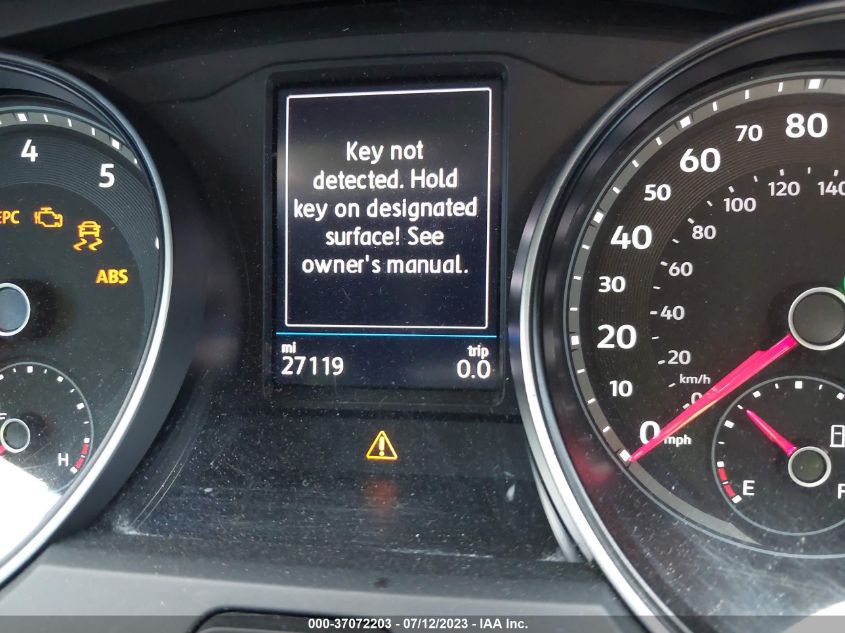 4
5
EPC
ABS
H
Key not
detected. Hold
key on designated
surface! See
owner's manual.
mi
trip
27119
0.0
0
10
20
30
40
50
60
70
80
mph
0
20
40
60
80
100
120
140
km/h
E
F
000-37072203 - 07/12/2023 - IAA Inc.